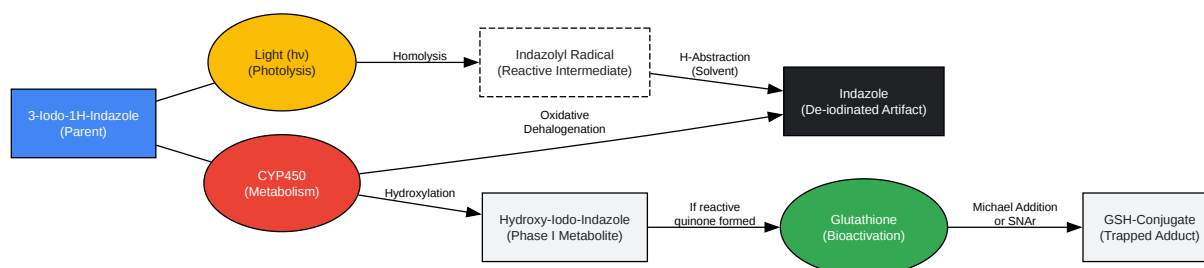 Light (hν)
(Photolysis)
Homolysis
Indazolyl Radical
(Reactive Intermediate)
H-Abstraction
(Solvent)
Indazole
(De-iodinated Artifact)
3-Iodo-1H-Indazole
(Parent)
Oxidative
Dehalogenation
CYP450
(Metabolism)
Hydroxylation
Hydroxy-Iodo-Indazole
(Phase I Metabolite)
If reactive
quinone formed
Glutathione
(Bioactivation)
Michael Addition
or SNAr
GSH-Conjugate
(Trapped Adduct)